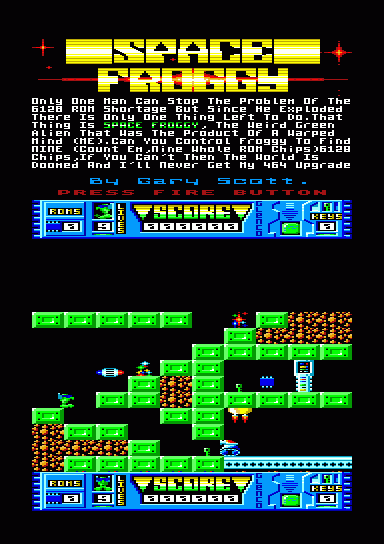 SPACE
FROGGY
Only One Man Can Stop The Problem Of The
6128 ROM Shortage But Since He Exploded
There Is Only One Thing Left To Do.That
Thing Is SPACE FROGGY, The Weird Green
Alien That Was Product Of A Warped
Mind (ME).Can You Control Froggy To Find
NINE (Count Em,Nine Whole ROM Chips)6128
Chips,If You Can't Then The World Is
Doomed And I'll Never Get My 464 Upgrade
By Gary Scott.
PRESS FIRE BUTTON
ROMS LIVES SCORE GLENCO KEYS
0 9 000000 0
ROMS LIVES SCORE GLENCO KEYS
0 9 000000 0